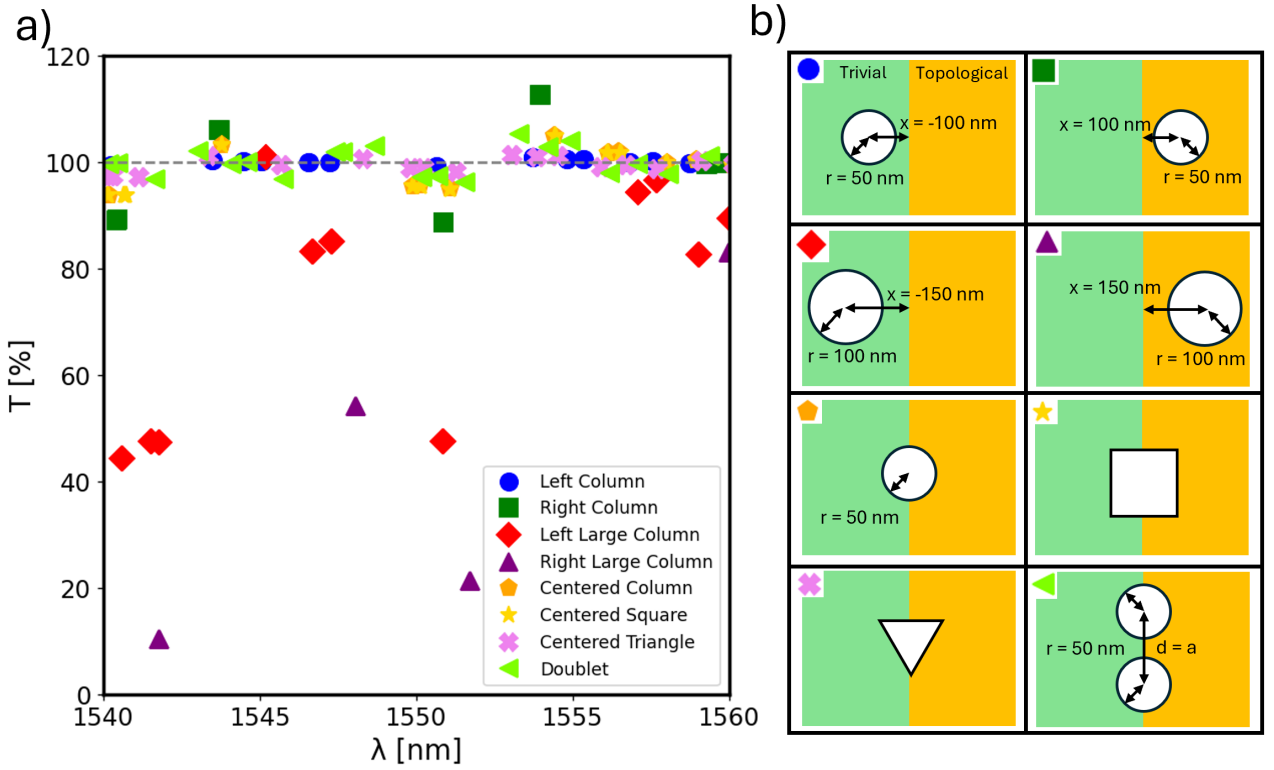 a)
120
100
80
60
40
20
0
T [%]
1540
1545
1550
1555
1560
λ [nm]
Left Column
Right Column
Left Large Column
Right Large Column
Centered Column
Centered Square
Centered Triangle
Doublet
b)
Trivial
Topological
x = -100 nm
r = 50 nm
x = 100 nm
r = 50 nm
x = -150 nm
r = 100 nm
x = 150 nm
r = 100 nm
r = 50 nm
r = 50 nm
d = a